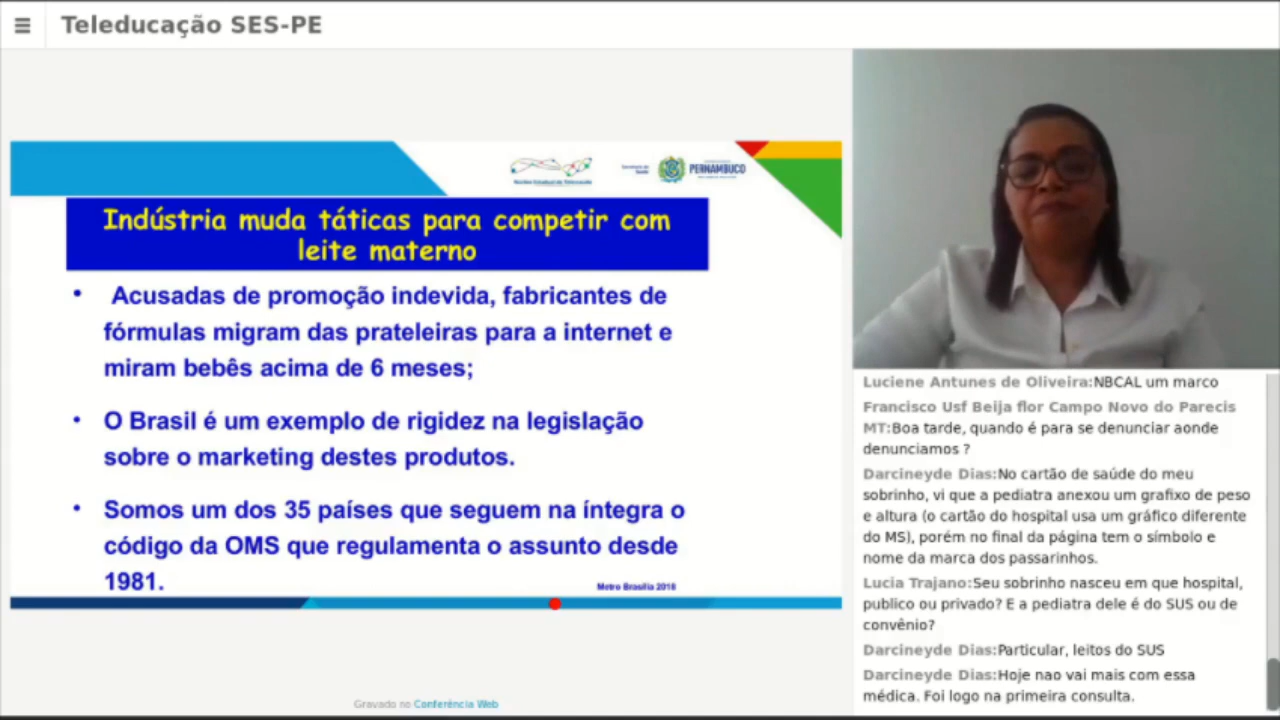 Teleducação SES-PE
PERNAMBUCO
Indústria muda táticas para competir com
leite materno
• Acusadas de promoção indevida, fabricantes de
fórmulas migram das prateleiras para a internet e
miram bebês acima de 6 meses;
• O Brasil é um exemplo de rigidez na legislação
sobre o marketing destes produtos.
• Somos um dos 35 países que seguem na íntegra o
código da OMS que regulamenta o assunto desde
1981.
Metro Brasília 2018
Gravado no Conferência Web
Luciene Antunes de Oliveira:NBCAL um marco
Francisco Usf Beija flor Campo Novo do Parecis
MT:Boa tarde, quando é para se denunciar aonde
denunciamos ?
Darcineyde Dias:No cartão de saúde do meu
sobrinho, vi que a pediatra anexou um grafixo de peso
e altura (o cartão do hospital usa um gráfico diferente
do MS), porém no final da página tem o símbolo e
nome da marca dos passarinhos.
Lucia Trajano:Seu sobrinho nasceu em que hospital,
publico ou privado? E a pediatra dele é do SUS ou de
convênio?
Darcineyde Dias:Particular, leitos do SUS
Darcineyde Dias:Hoje nao vai mais com essa
médica. Foi logo na primeira consulta.